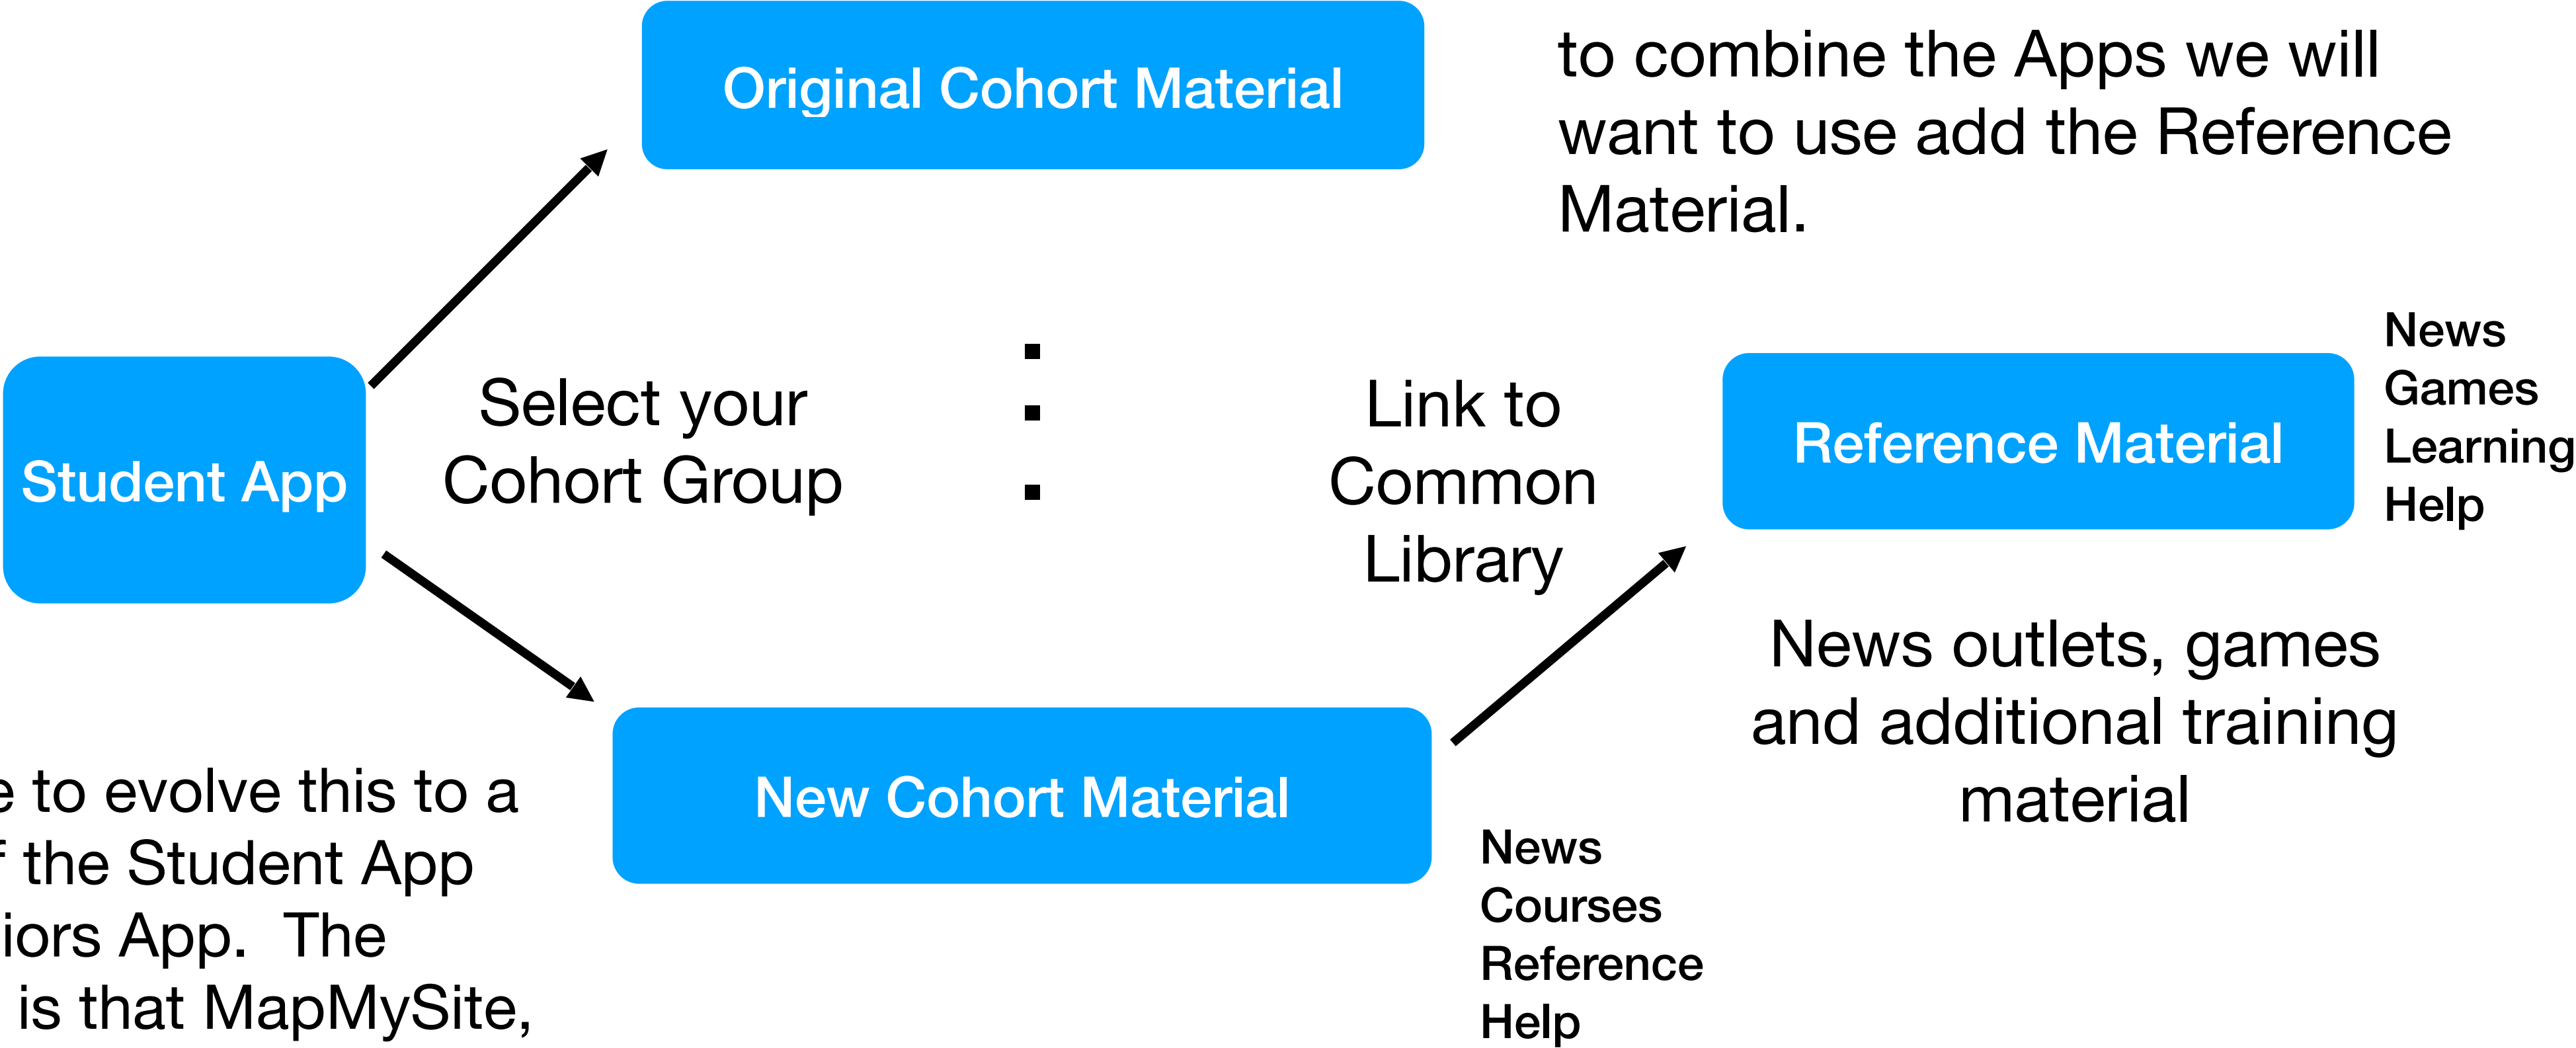 Original Cohort Material
to combine the Apps we will
want to use add the Reference
Material.
Student App
Select your
Cohort Group
Link to
Common
Library
Reference Material
News
Games
Learning
Help
News outlets, games
and additional training
material
New Cohort Material
News
Courses
Reference
Help
to evolve this to a
the Student App
App. The
is that MapMySite,